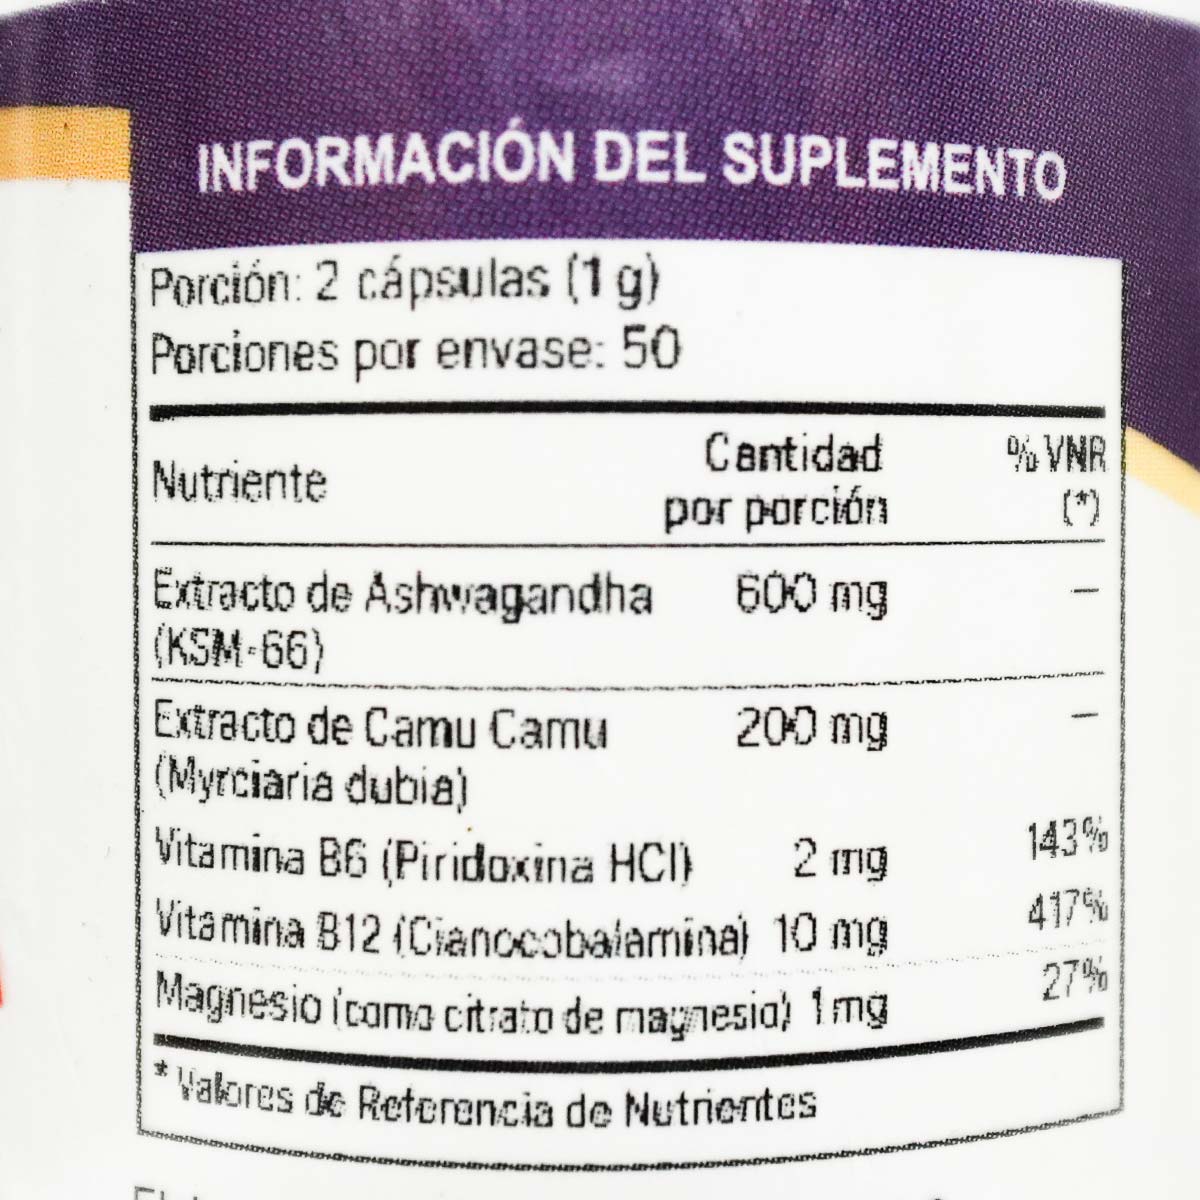 INFORMACIÓN DEL SUPLEMENTO
Porción: 2 cápsulas (1 g)
Porciones por envase: 50
Nutriente Cantidad por porción % VNR (*)
Extracto de Ashwagandha 600 mg –
(KSM-66)
Extracto de Camu Camu 200 mg –
(Myrciaria dubia)
Vitamina B6 (Piridoxina HCl) 2 mg 143%
Vitamina B12 (Cianocobalamina) 10 mg 417%
Magnesio (como citrato de magnesio) 1 mg 27%
* Valores de Referencia de Nutrientes